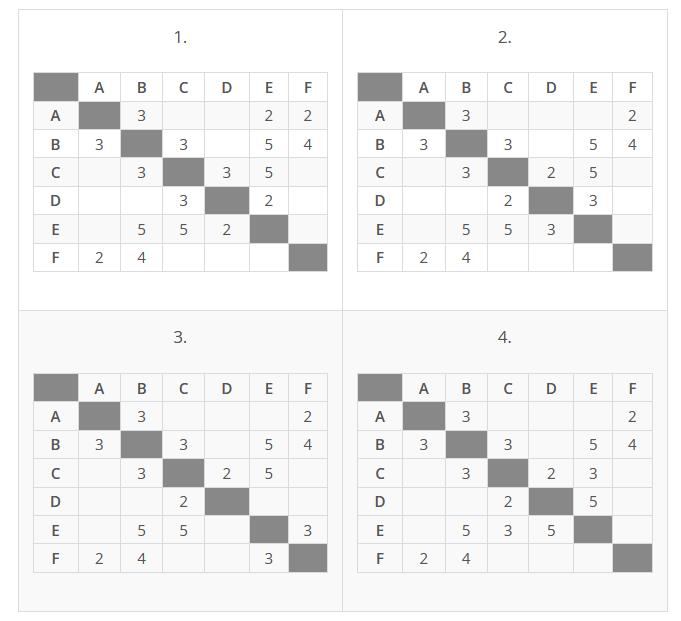 1.
A B C D E F
A 3 2 2
B 3 3 5 4
C 3 3 5
D 3 2
E 5 5 2
F 2 4
2.
A B C D E F
A 3 2
B 3 3 5 4
C 3 2 5
D 2 3
E 5 5 3
F 2 4
3.
A B C D E F
A 3 2
B 3 3 5 4
C 3 2 5
D 2
E 5 5 3
F 2 4 3
4.
A B C D E F
A 3 2
B 3 3 5 4
C 3 2 3
D 2 5
E 5 3 5
F 2 4